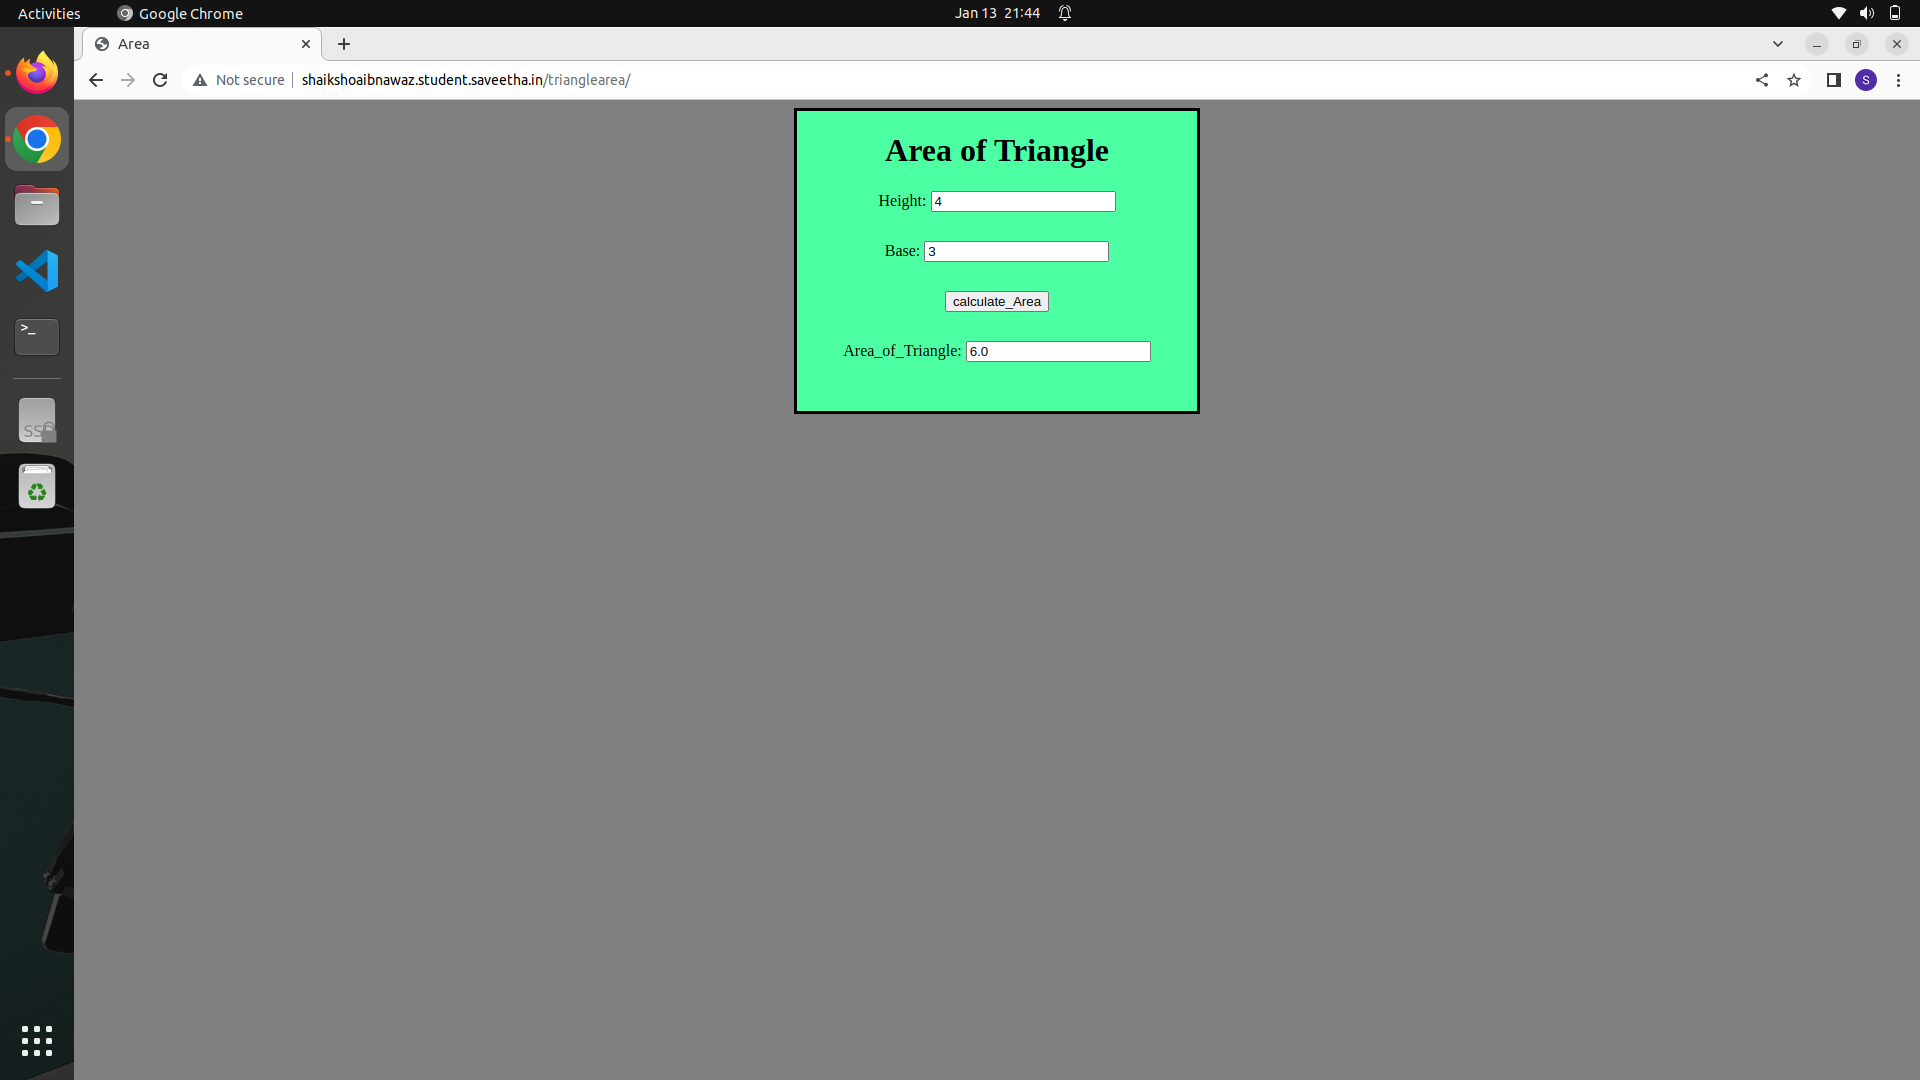 Activities Google Chrome Jan 13 21:44
Area
Not secure shaikshoaibnawaz.student.saveetha.in/trianglearea/ S
Area of Triangle
Height: 4
Base: 3
calculate_Area
Area_of_Triangle: 6.0
>_
SS